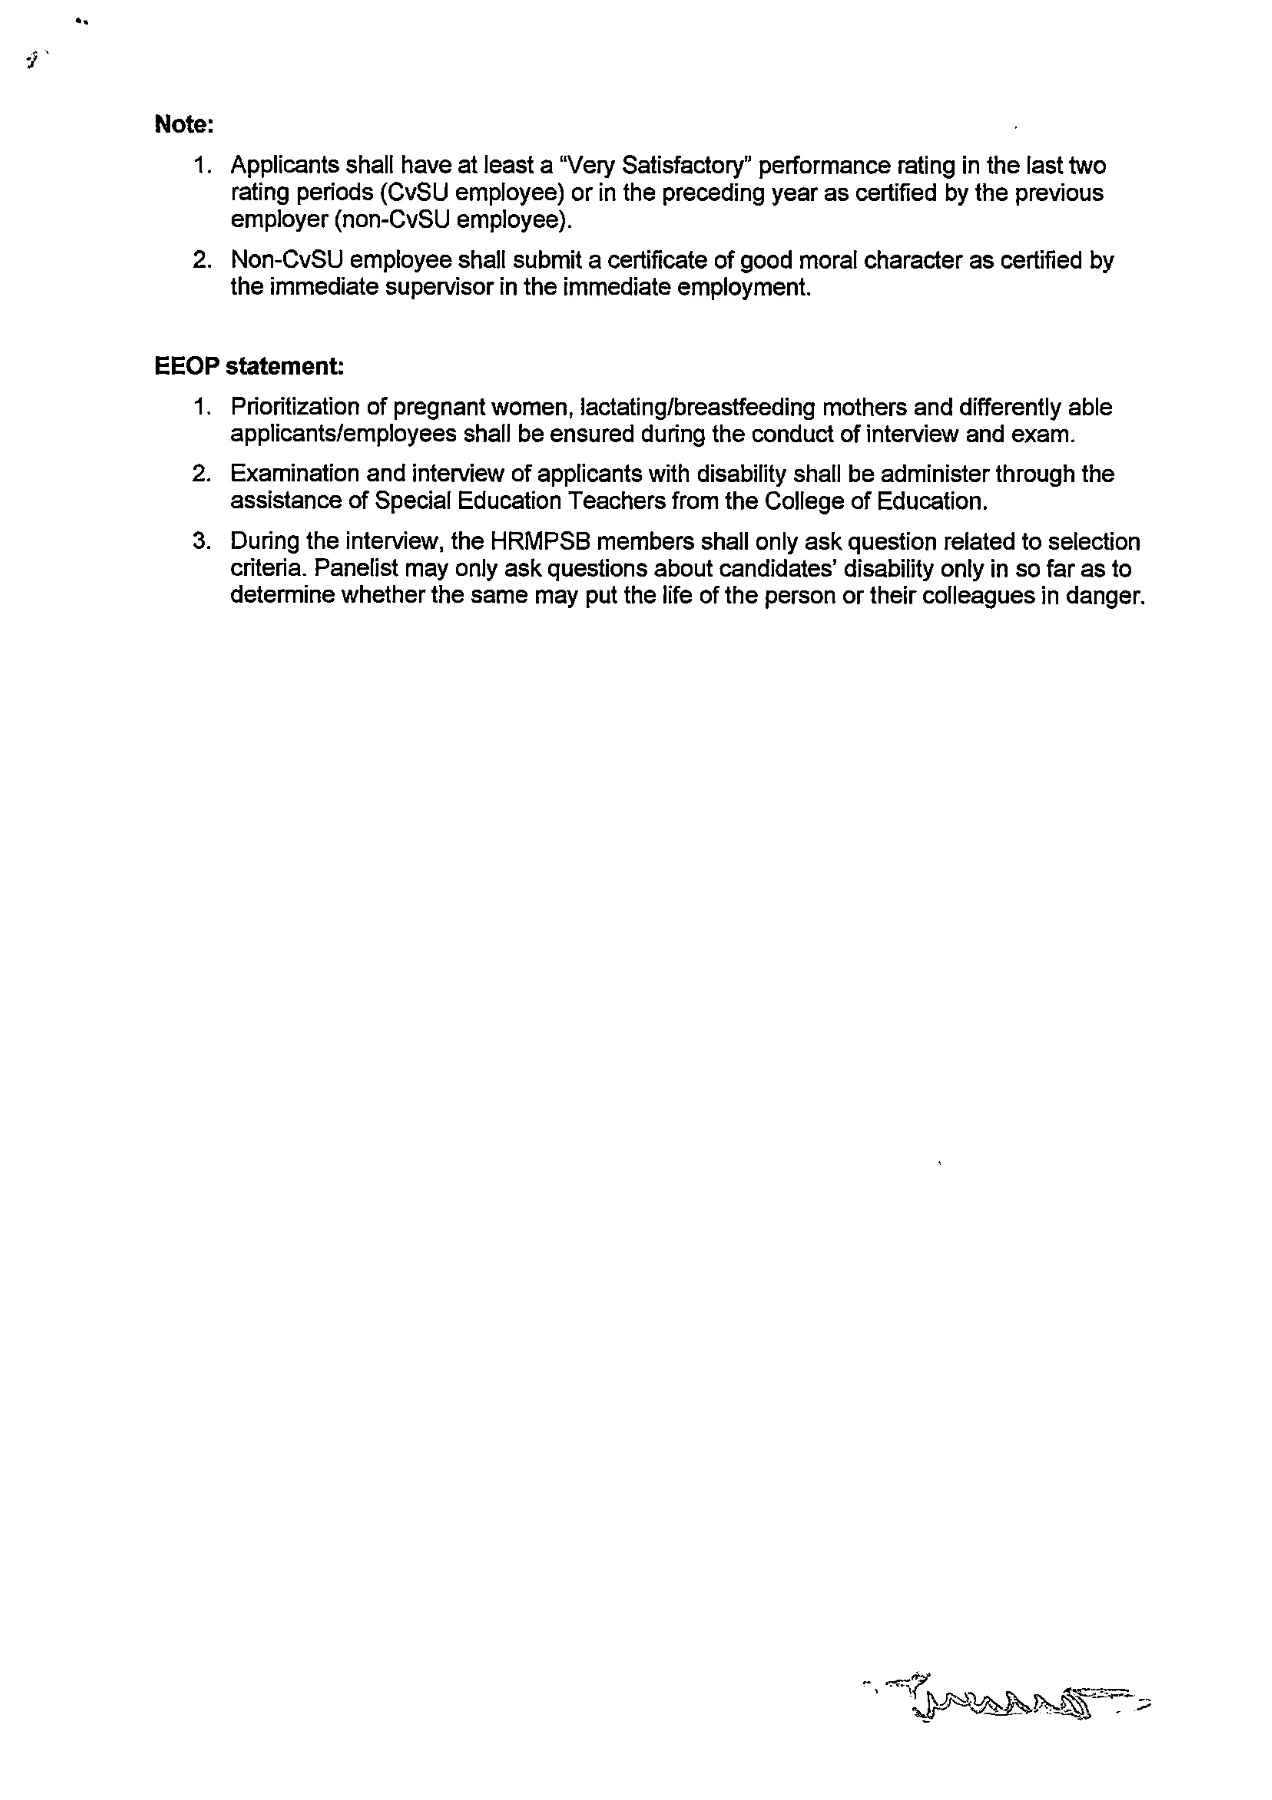 Note:
1. Applicants shall have at least a “Very Satisfactory” performance rating in the last two
rating periods (CvSU employee) or in the preceding year as certified by the previous
employer (non-CvSU employee).
2. Non-CvSU employee shall submit a certificate of good moral character as certified by
the immediate supervisor in the immediate employment.
EEOP statement:
1. Prioritization of pregnant women, lactating/breastfeeding mothers and differently able
applicants/employees shall be ensured during the conduct of interview and exam.
2. Examination and interview of applicants with disability shall be administer through the
assistance of Special Education Teachers from the College of Education.
3. During the interview, the HRMPSB members shall only ask question related to selection
criteria. Panelist may only ask questions about candidates’ disability only in so far as to
determine whether the same may put the life of the person or their colleagues in danger.